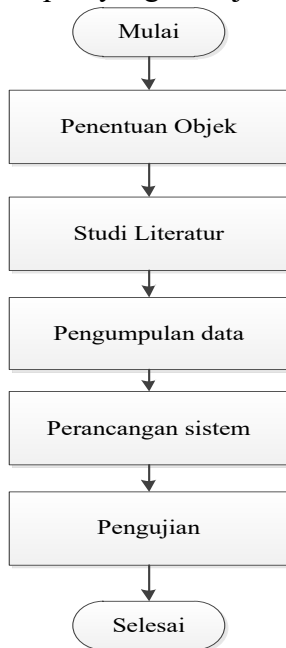 Mulai
Penentuan Objek
Studi Literatur
Pengumpulan data
Perancangan sistem
Pengujian
Selesai